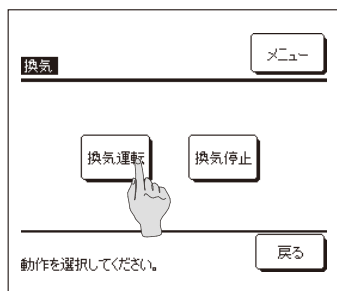 換気
メニュー
換気運転
換気停止
動作を選択してください。
戻る